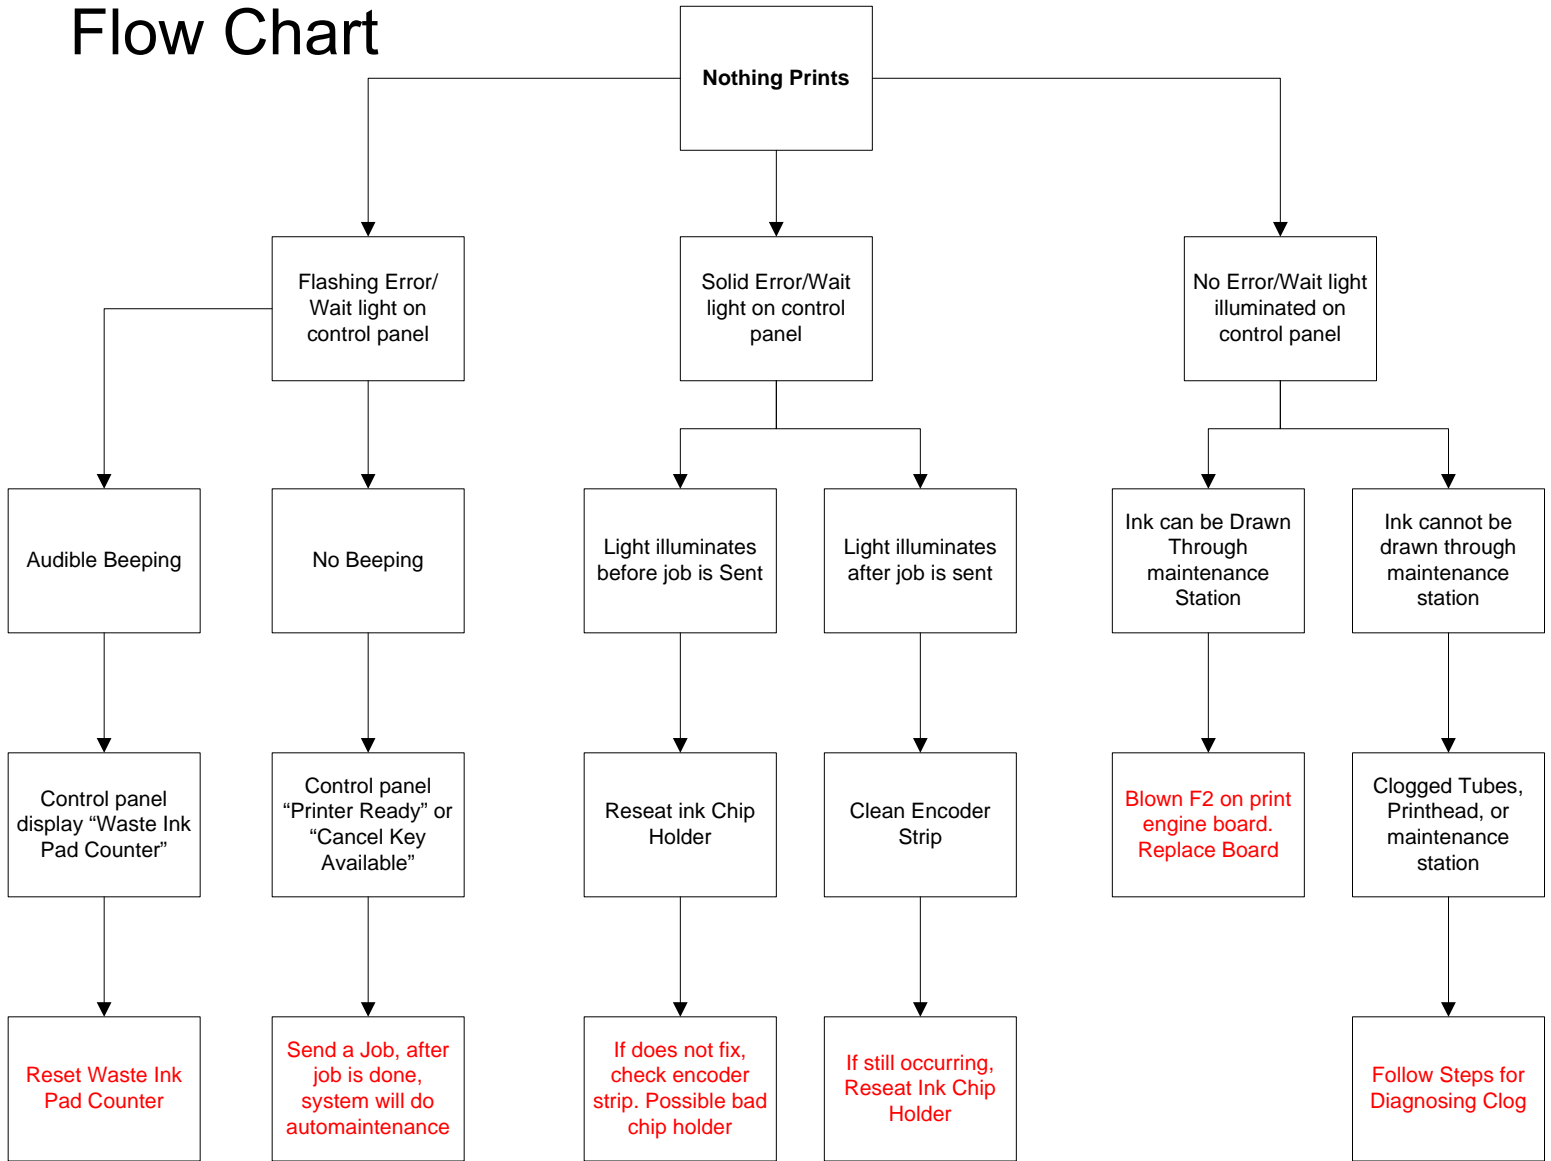 Flow Chart
Nothing Prints
Flashing Error/
Wait light on
control panel
Solid Error/Wait
light on control
panel
No Error/Wait light
illuminated on
control panel
Audible Beeping
No Beeping
Light illuminates
before job is Sent
Light illuminates
after job is sent
Ink can be Drawn
Through
maintenance
Station
Ink cannot be
drawn through
maintenance
station
Control panel
display “Waste Ink
Pad Counter”
Control panel
“Printer Ready” or
“Cancel Key
Available”
Reseat ink Chip
Holder
Clean Encoder
Strip
Blown F2 on print
engine board.
Replace Board
Clogged Tubes,
Printhead, or
maintenance
station
Reset Waste Ink
Pad Counter
Send a Job, after
job is done,
system will do
automaintenance
If does not fix,
check encoder
strip. Possible bad
chip holder
If still occurring,
Reseat Ink Chip
Holder
Follow Steps for
Diagnosing Clog